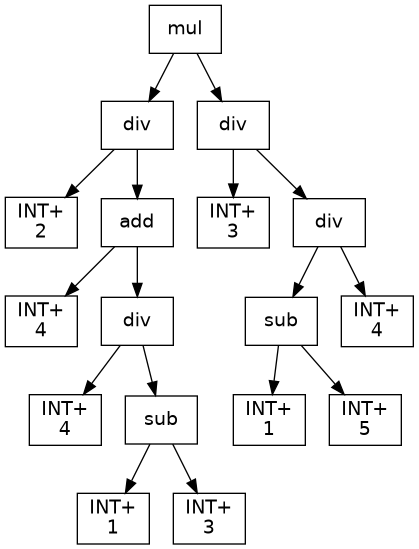 mul
div
div
INT+
2
add
INT+
3
div
INT+
4
div
sub
INT+
4
INT+
4
sub
INT+
1
INT+
5
INT+
1
INT+
3